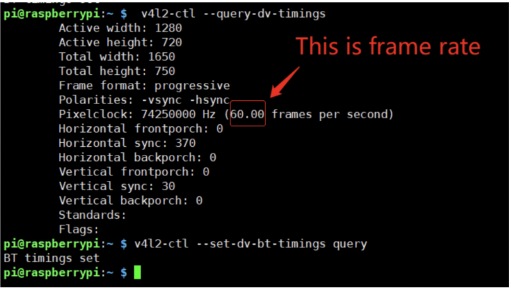 pi@raspberrypi:~ $  v4l2-ctl --query-dv-timings
Active width: 1280
Active height: 720
Total width: 1650
Total height: 750
Frame format: progressive
Polarities: -vsync -hsync
Pixelclock: 74250000 Hz (60.00 frames per second)
Horizontal frontporch: 0
Horizontal sync: 370
Horizontal backporch: 0
Vertical frontporch: 0
Vertical sync: 30
Vertical backporch: 0
Standards:
Flags:
pi@raspberrypi:~ $ v4l2-ctl --set-dv-bt-timings query
BT timings set
pi@raspberrypi:~ $
This is frame rate